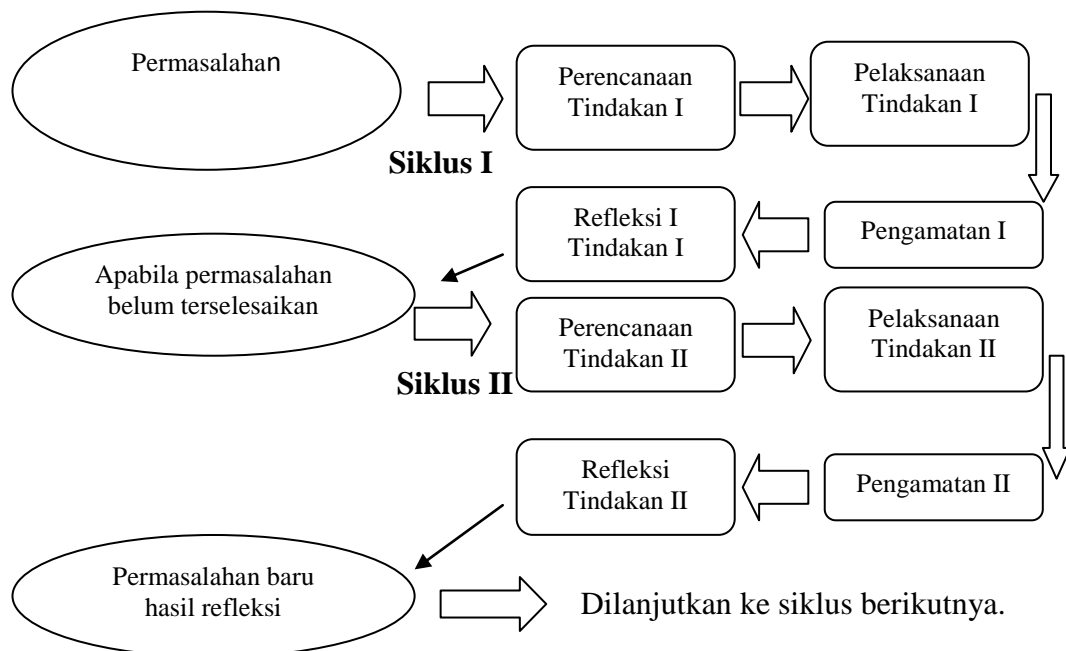 Permasalahan
Perencanaan
Tindakan I
Pelaksanaan
Tindakan I
Siklus I
Refleksi I
Tindakan I
Pengamatan I
Apabila permasalahan
belum terselesaikan
Perencanaan
Tindakan II
Pelaksanaan
Tindakan II
Siklus II
Refleksi
Tindakan II
Pengamatan II
Permasalahan baru
hasil refleksi
Dilanjutkan ke siklus berikutnya.